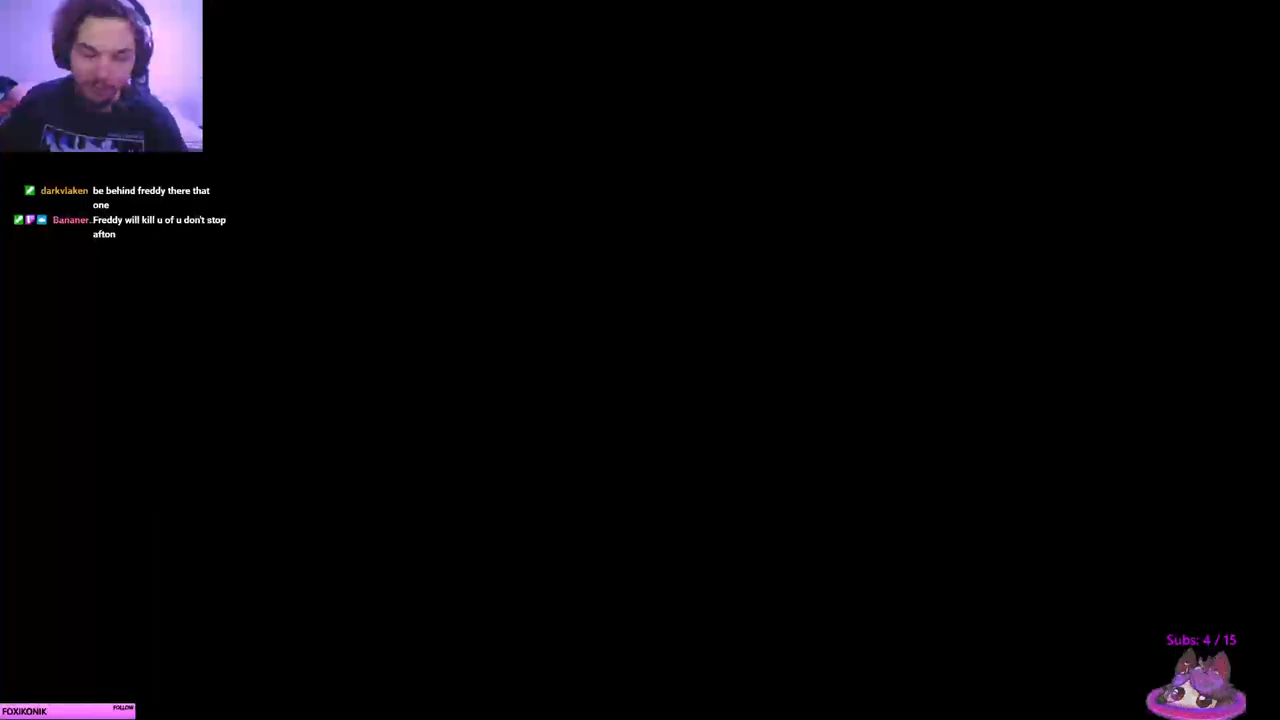 darkvlaken be behind freddy there that
one
Bananer.. Freddy will kill u of u don't stop
afton
Subs: 4 / 15
FOXIKONIK FOLLOW